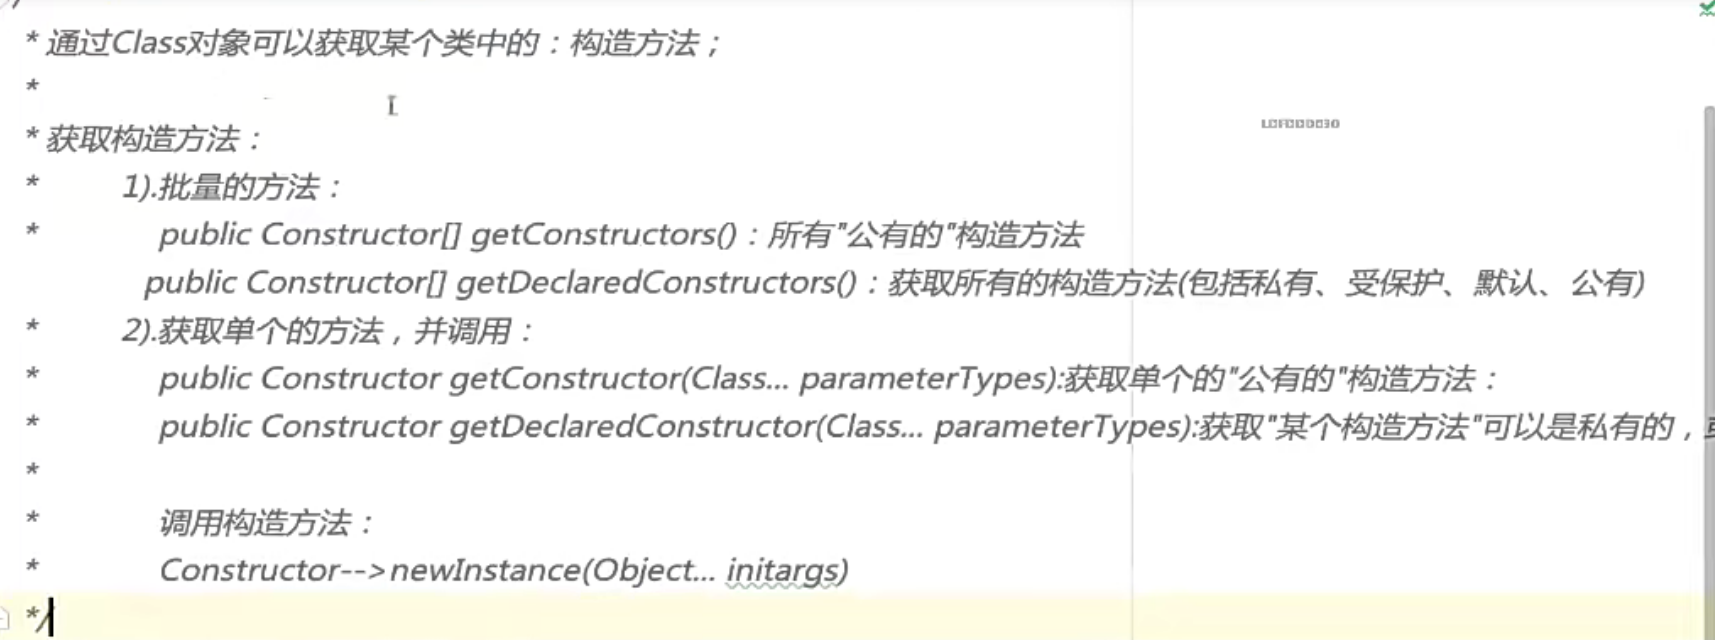 * 通过Class对象可以获取某个类中的：构造方法；
*
* 获取构造方法：
* 1).批量的方法：
* public Constructor[] getConstructors()：所有"公有的"构造方法
public Constructor[] getDeclaredConstructors()：获取所有的构造方法(包括私有、受保护、默认、公有)
* 2).获取单个的方法，并调用：
* public Constructor getConstructor(Class... parameterTypes):获取单个的"公有的"构造方法：
* public Constructor getDeclaredConstructor(Class... parameterTypes):获取"某个构造方法"可以是私有的，
*
* 调用构造方法：
* Constructor-->newInstance(Object... initargs)
*/